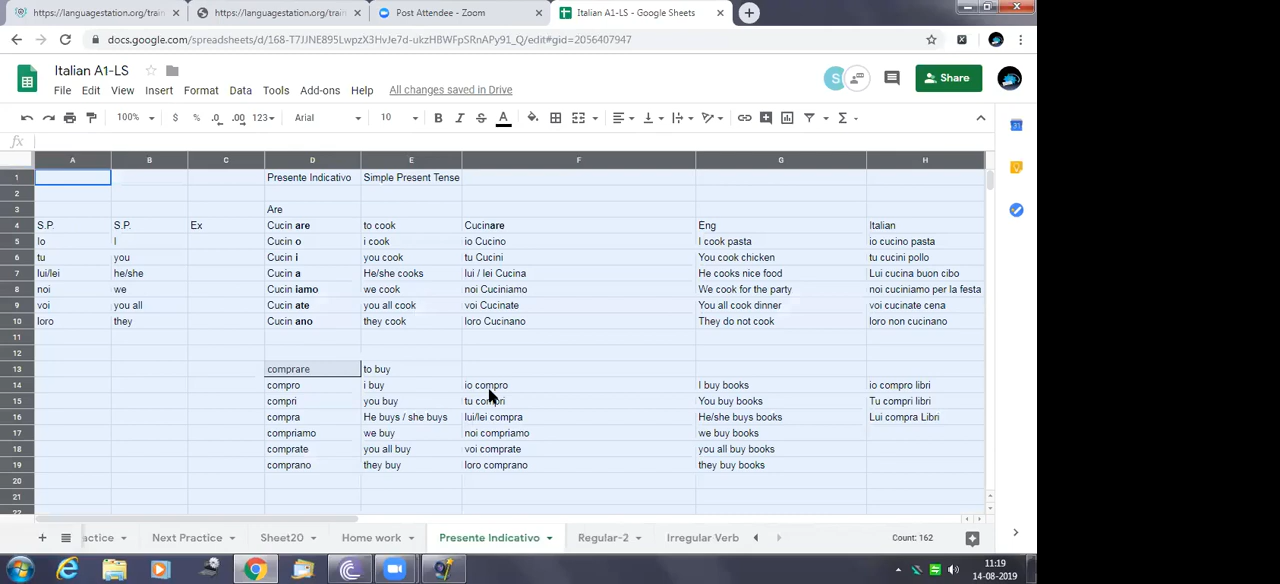 https://languagestation.org/train https://languagestation.org/train Post Attendee - Zoom Italian A1-LS - Google Sheets
docs.google.com/spreadsheets/d/168-T7JJNE895LwpzX3HvJe7d-ukzHBWFpSRnAPy91_Q/edit#gid=2056407947
Italian A1-LS
S Share
File Edit View Insert Format Data Tools Add-ons Help All changes saved in Drive
100% $ % .0 .00 123 Arial 10 B I S A
fx
A B C D E F G H
1 Presente Indicativo Simple Present Tense
2
3 Are
4 S.P. S.P. Ex Cucin are to cook Cucinare Eng Italian
5 Io I Cucin o i cook io Cucino I cook pasta io cucino pasta
6 tu you Cucin i you cook tu Cucini You cook chicken tu cucini pollo
7 lui/lei he/she Cucin a He/she cooks lui / lei Cucina He cooks nice food Lui cucina buon cibo
8 noi we Cucin iamo we cook noi Cuciniamo We cook for the party noi cuciniamo per la festa
9 voi you all Cucin ate you all cook voi Cucinate You all cook dinner voi cucinate cena
10 loro they Cucin ano they cook loro Cucinano They do not cook loro non cucinano
11
12
13 comprare to buy
14 compro i buy io compro I buy books io compro libri
15 compri you buy tu compri You buy books Tu compri libri
16 compra He buys / she buys lui/lei compra He/she buys books Lui compra Libri
17 compriamo we buy noi compriamo we buy books
18 comprate you all buy voi comprate you all buy books
19 comprano they buy loro comprano they buy books
20
21
22
actice Next Practice Sheet20 Home work Presente Indicativo Regular-2 Irregular Verb Count: 162
11:19
14-08-2019